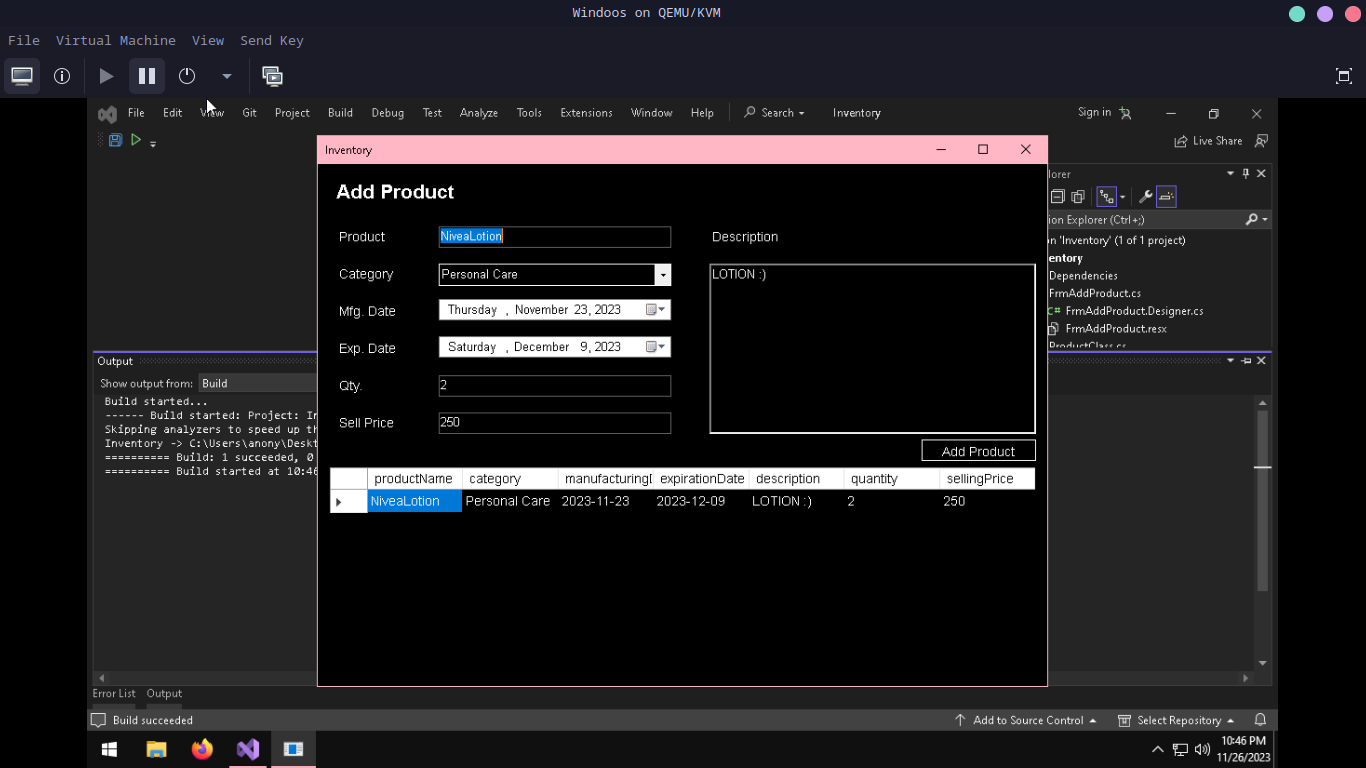 Windoos on QEMU/KVM
File Virtual Machine View Send Key
File Edit View Git Project Build Debug Test Analyze Tools Extensions Window Help Search Inventory Sign in
Live Share
Inventory
Add Product
Product NiveaLotion
Category Personal Care
Mfg. Date Thursday , November 23, 2023
Exp. Date Saturday , December 9, 2023
Qty. 2
Sell Price 250
Description
LOTION :)
Add Product
productName category manufacturingD expirationDate description quantity sellingPrice
NiveaLotion Personal Care 2023-11-23 2023-12-09 LOTION :) 2 250
lorer
ion Explorer (Ctrl+;)
n 'Inventory' (1 of 1 project)
entory
Dependencies
FrmAddProduct.cs
C# FrmAddProduct.Designer.cs
FrmAddProduct.resx
ProductClass.cs
Output
Show output from: Build
Build started...
------ Build started: Project: In
Skipping analyzers to speed up th
Inventory -> C:\Users\anony\Deskt
========== Build: 1 succeeded, 0
========== Build started at 10:46
Error List Output
Build succeeded
Add to Source Control Select Repository
10:46 PM
11/26/2023